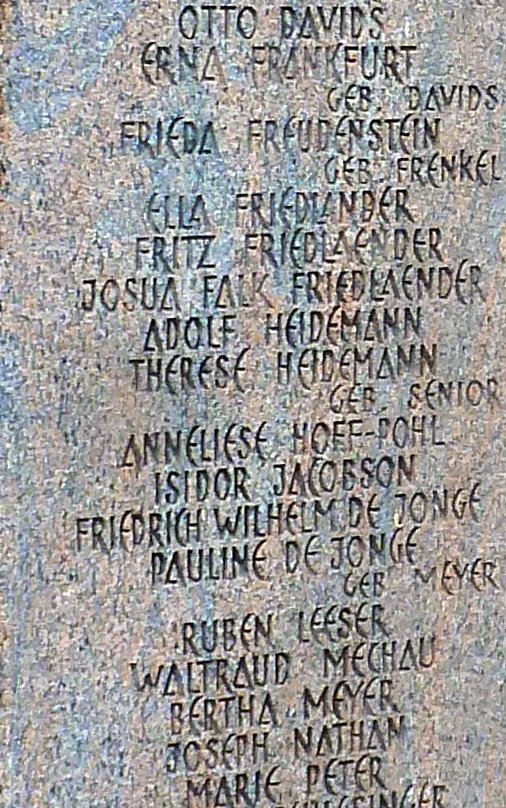 OTTO DAVIDS
ERNA FRANKFURT
GEB. DAVIDS
FRIEDA FREUDENSTEIN
GEB. FRENKEL
ELLA FRIEDLANDER
FRITZ FRIEDLAENDER
JOSUA FALK FRIEDLAENDER
ADOLF HEIDEMANN
THERESE HEIDEMANN
GEB. SENIOR
ANNELIESE HOFF-POHL
ISIDOR JACOBSON
FRIEDRICH WILHELM DE JONGE
PAULINE DE JONGE
GEB MEYER
RUBEN LEESER
WALTRAUD MECHAU
BERTHA MEYER
JOSEPH NATHAN
MARIE PETER